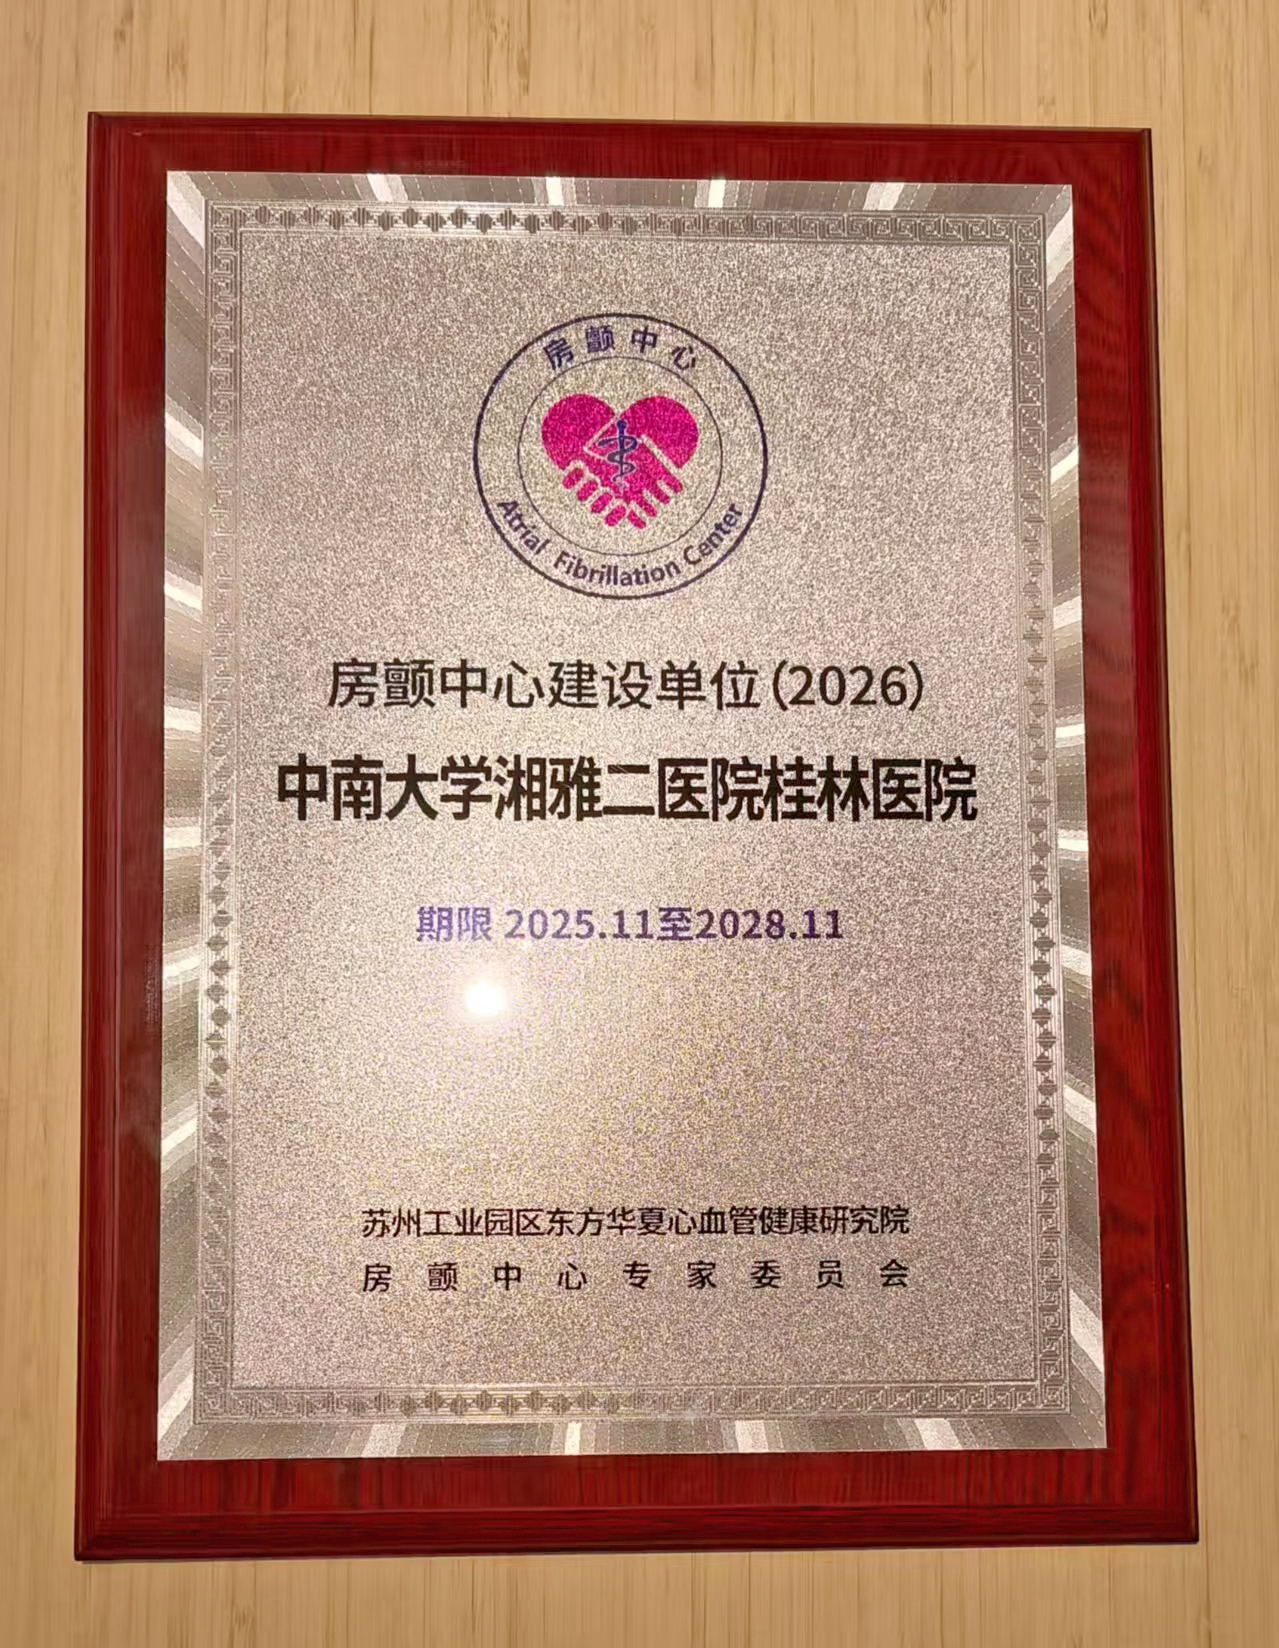 房颤中心
Atrial Fibrillation Center
房颤中心建设单位(2026)
中南大学湘雅二医院桂林医院
期限 2025.11至2028.11
苏州工业园区东方华夏心血管健康研究院
房颤中心专家委员会